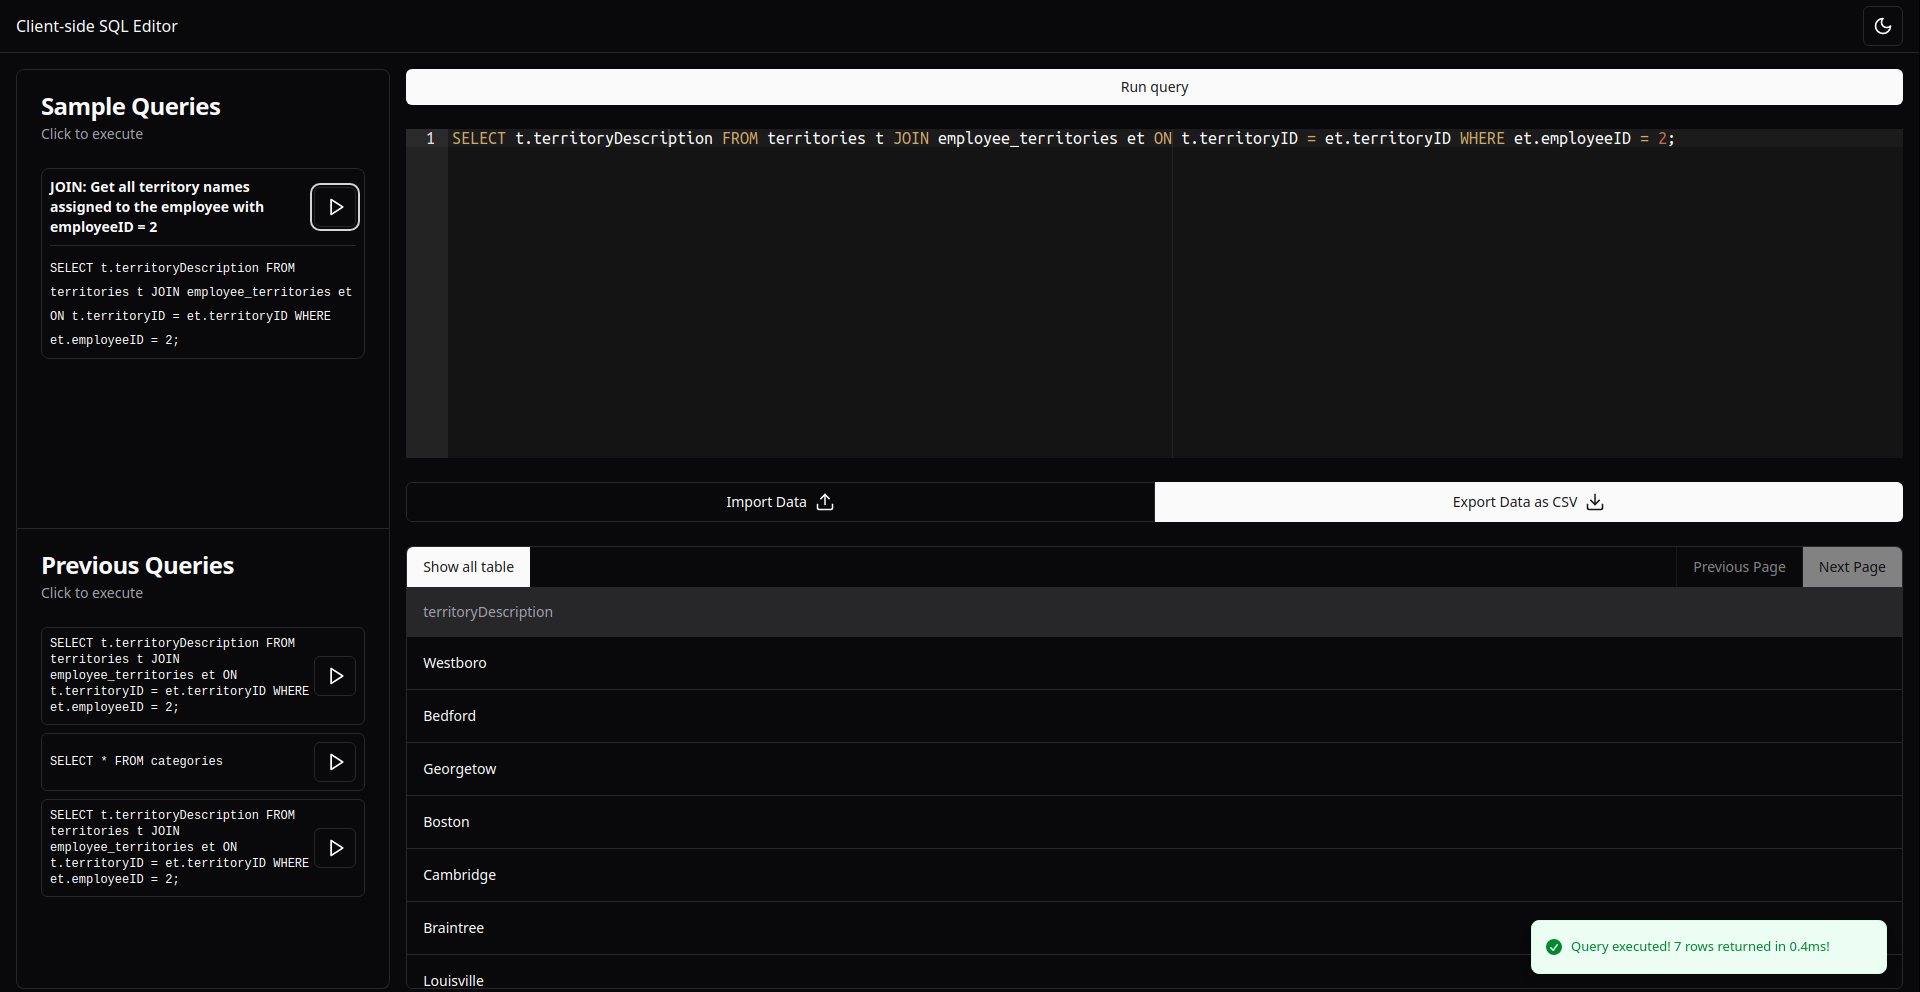 Client-side SQL Editor
Sample Queries
Click to execute
JOIN: Get all territory names
assigned to the employee with
employeeID = 2
SELECT t.territoryDescription FROM
territories t JOIN employee_territories et
ON t.territoryID = et.territoryID WHERE
et.employeeID = 2;
Previous Queries
Click to execute
SELECT t.territoryDescription FROM
territories t JOIN
employee_territories et ON
t.territoryID = et.territoryID WHERE
et.employeeID = 2;
SELECT * FROM categories
SELECT t.territoryDescription FROM
territories t JOIN
employee_territories et ON
t.territoryID = et.territoryID WHERE
et.employeeID = 2;
Run query
1 SELECT t.territoryDescription FROM territories t JOIN employee_territories et ON t.territoryID = et.territoryID WHERE et.employeeID = 2;
Import Data
Export Data as CSV
Show all table
Previous Page
Next Page
territoryDescription
Westboro
Bedford
Georgetow
Boston
Cambridge
Braintree
Louisville
Query executed! 7 rows returned in 0.4ms!